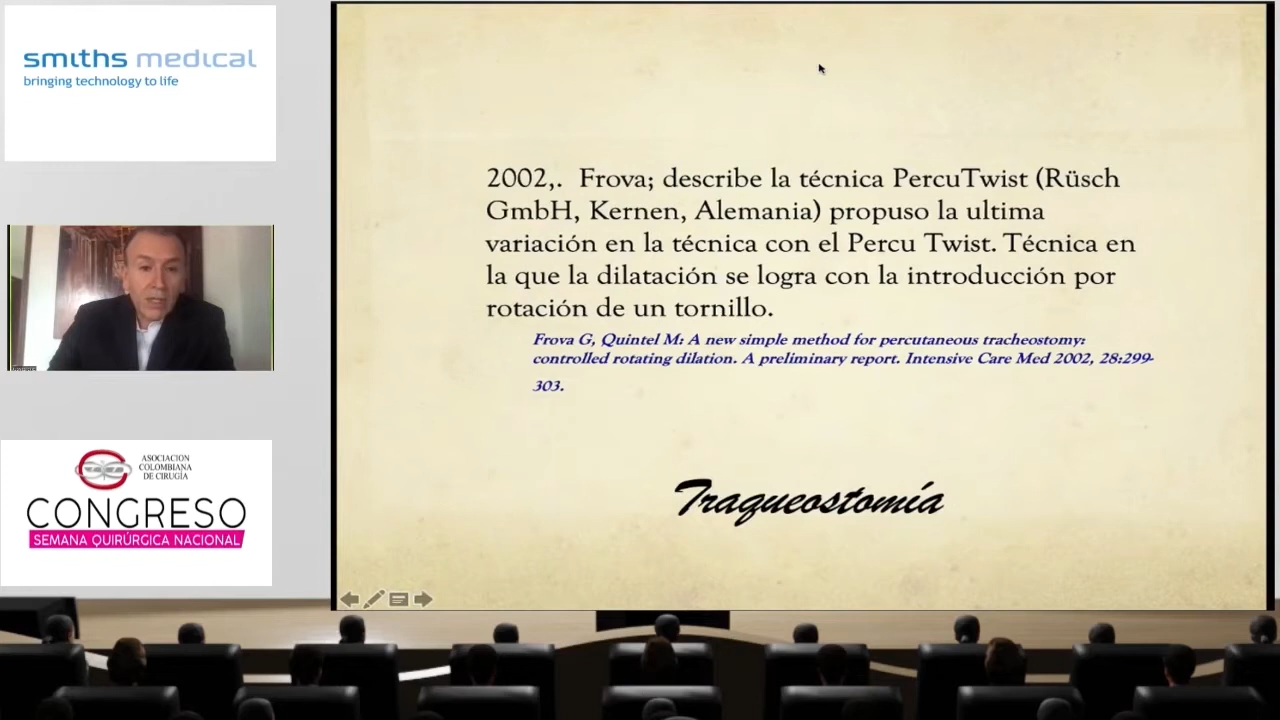 smiths medical
bringing technology to life
2002,. Frova; describe la técnica PercuTwist (Rüsch
GmbH, Kernen, Alemania) propuso la ultima
variación en la técnica con el Percu Twist. Técnica en
la que la dilatación se logra con la introducción por
rotación de un tornillo.
Frova G, Quintel M: A new simple method for percutaneous tracheostomy:
controlled rotating dilation. A preliminary report. Intensive Care Med 2002, 28:299-
303.
Traqueostomía
ASOCIACION
COLOMBIANA
DE CIRUGÍA
CONGRESO
SEMANA QUIRÚRGICA NACIONAL